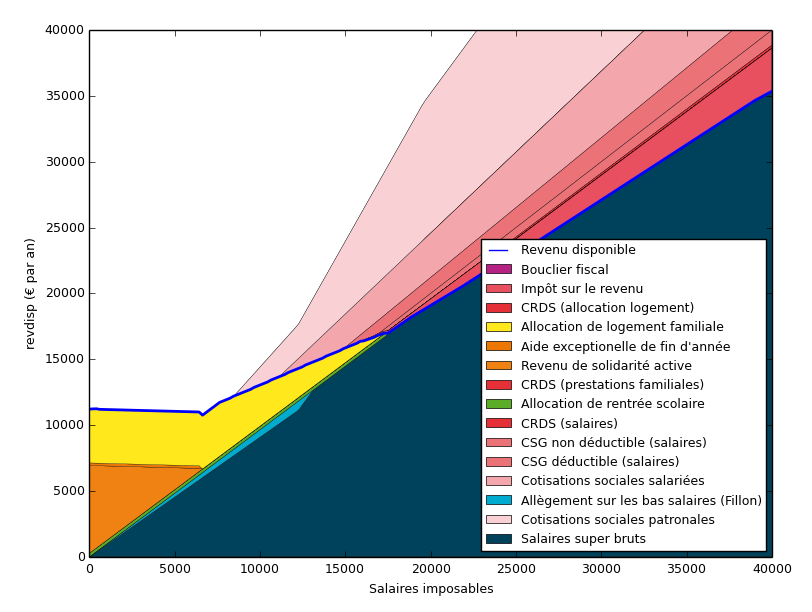 40000
35000
30000
25000
20000
15000
10000
5000
0
revdisp (€ par an)
0 5000 10000 15000 20000 25000 30000 35000 40000
Salaires imposables
Revenu disponible
Bouclier fiscal
Impôt sur le revenu
CRDS (allocation logement)
Allocation de logement familiale
Aide exceptionelle de fin d'année
Revenu de solidarité active
CRDS (prestations familiales)
Allocation de rentrée scolaire
CRDS (salaires)
CSG non déductible (salaires)
CSG déductible (salaires)
Cotisations sociales salariées
Allègement sur les bas salaires (Fillon)
Cotisations sociales patronales
Salaires super bruts